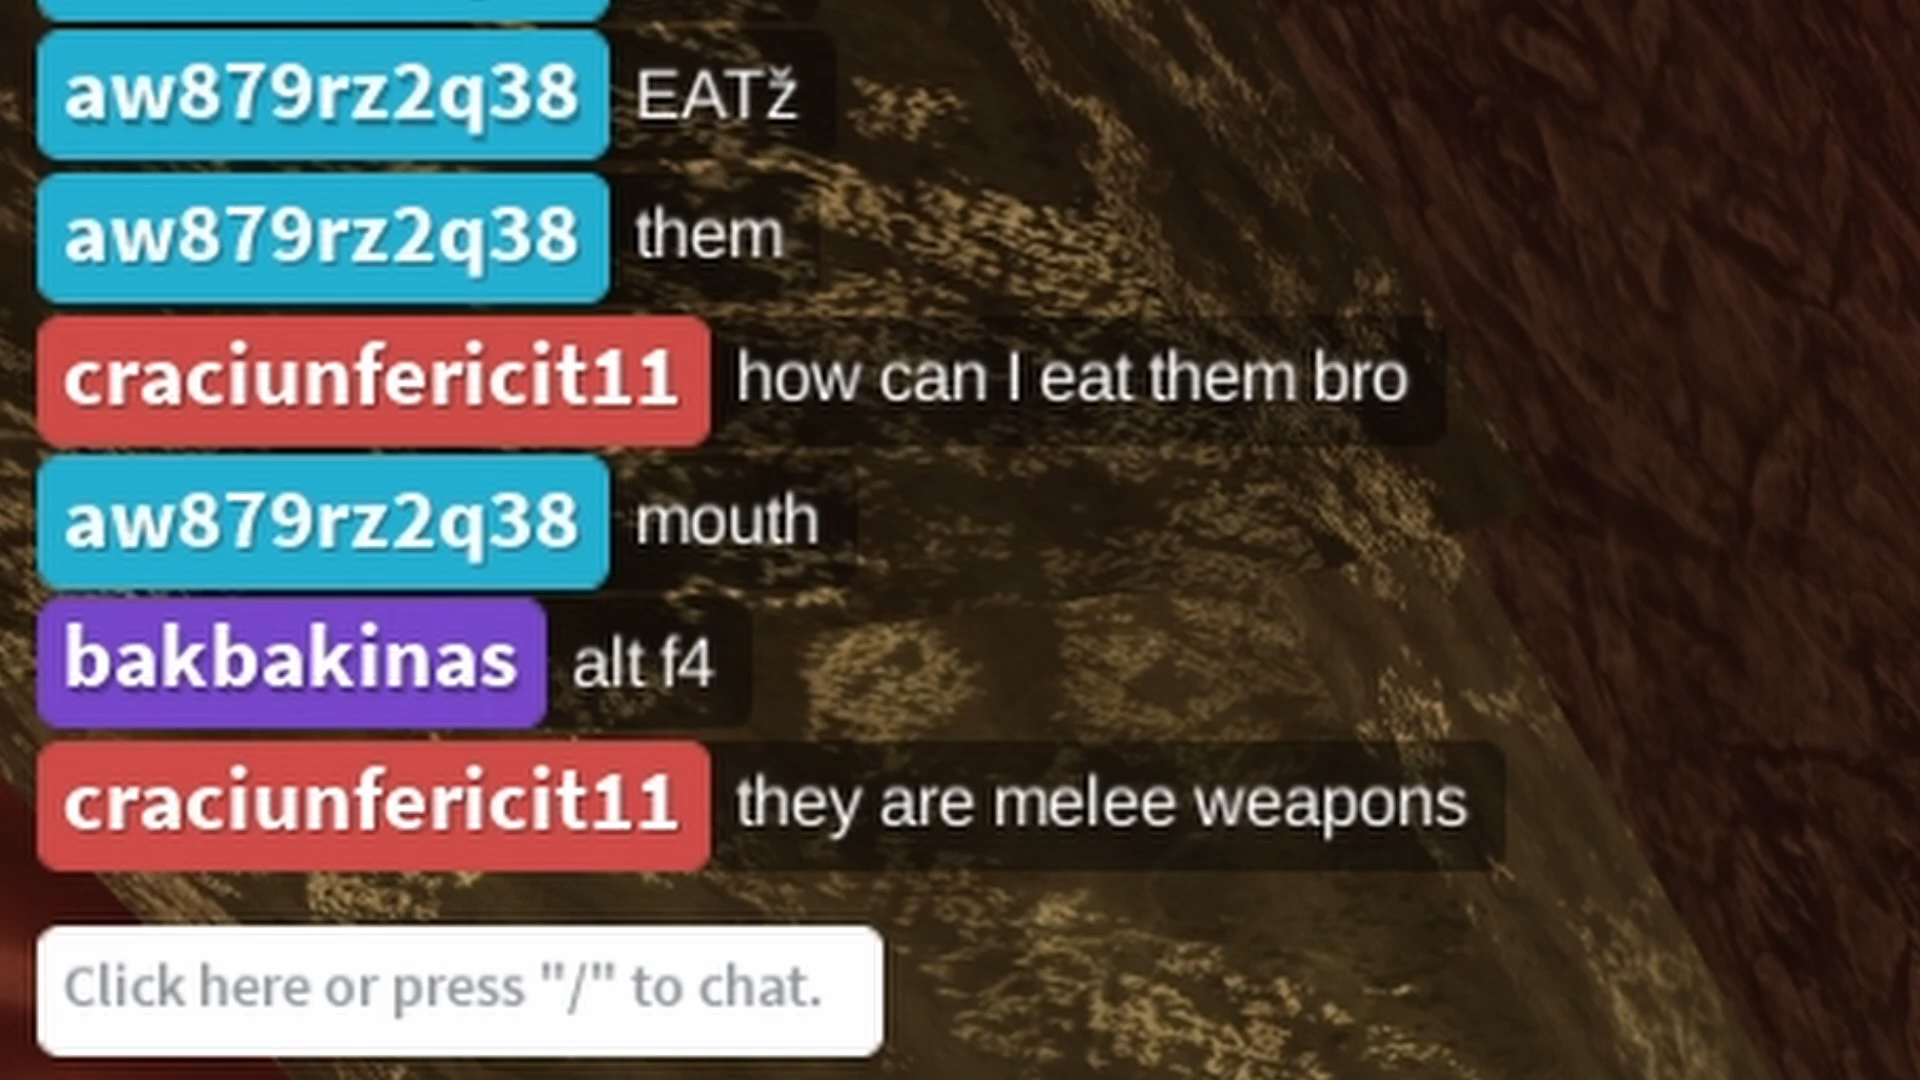 aw879rz2q38 EATž
aw879rz2q38 them
craciunfericit11 how can I eat them bro
aw879rz2q38 mouth
bakbakinas alt f4
craciunfericit11 they are melee weapons
Click here or press "/" to chat.